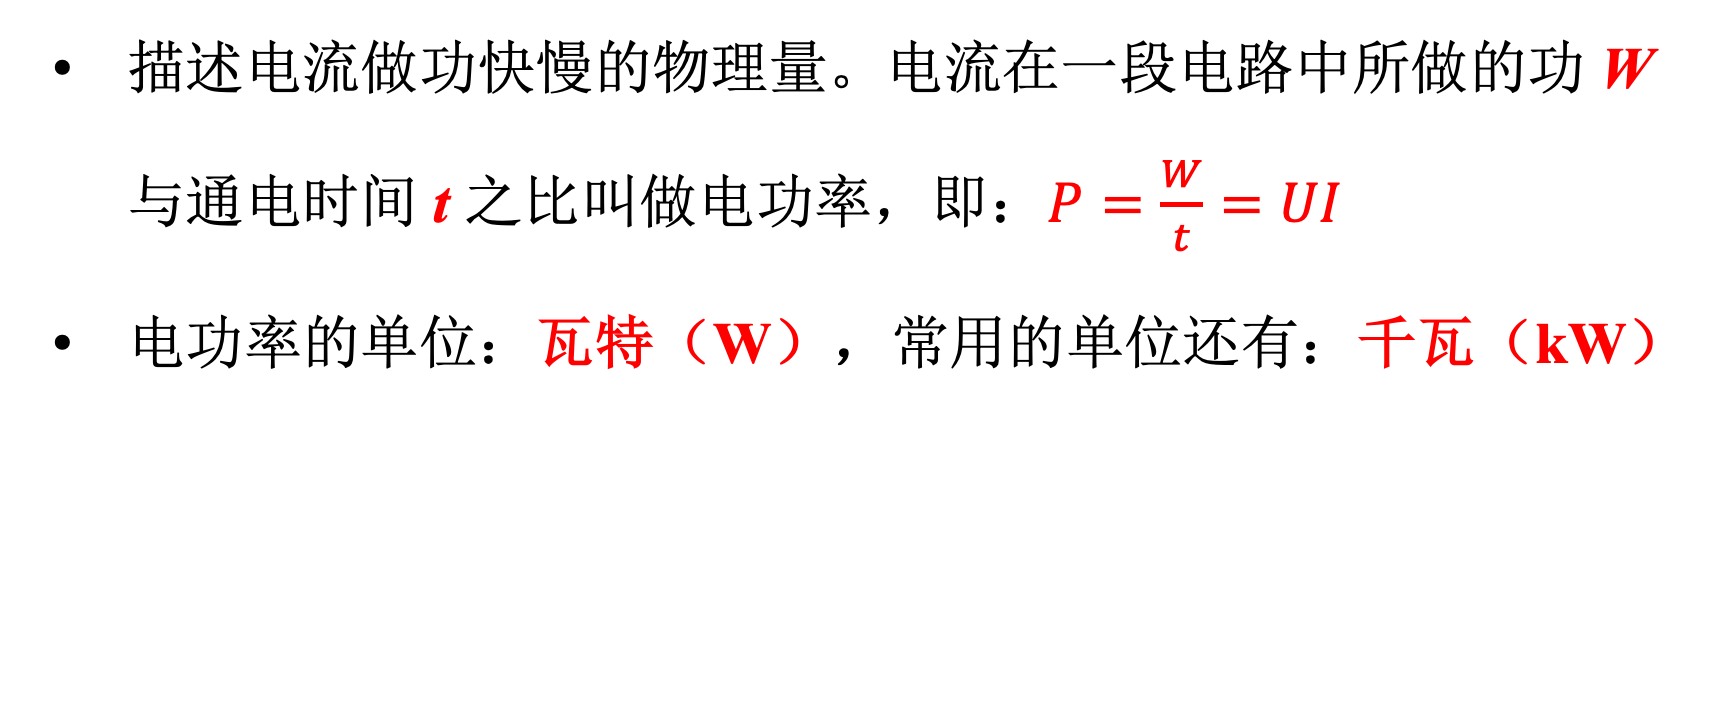 • 描述电流做功快慢的物理量。电流在一段电路中所做的功 W
与通电时间 t 之比叫做电功率，即：P = W/t = UI
• 电功率的单位：瓦特（W），常用的单位还有：千瓦（kW）